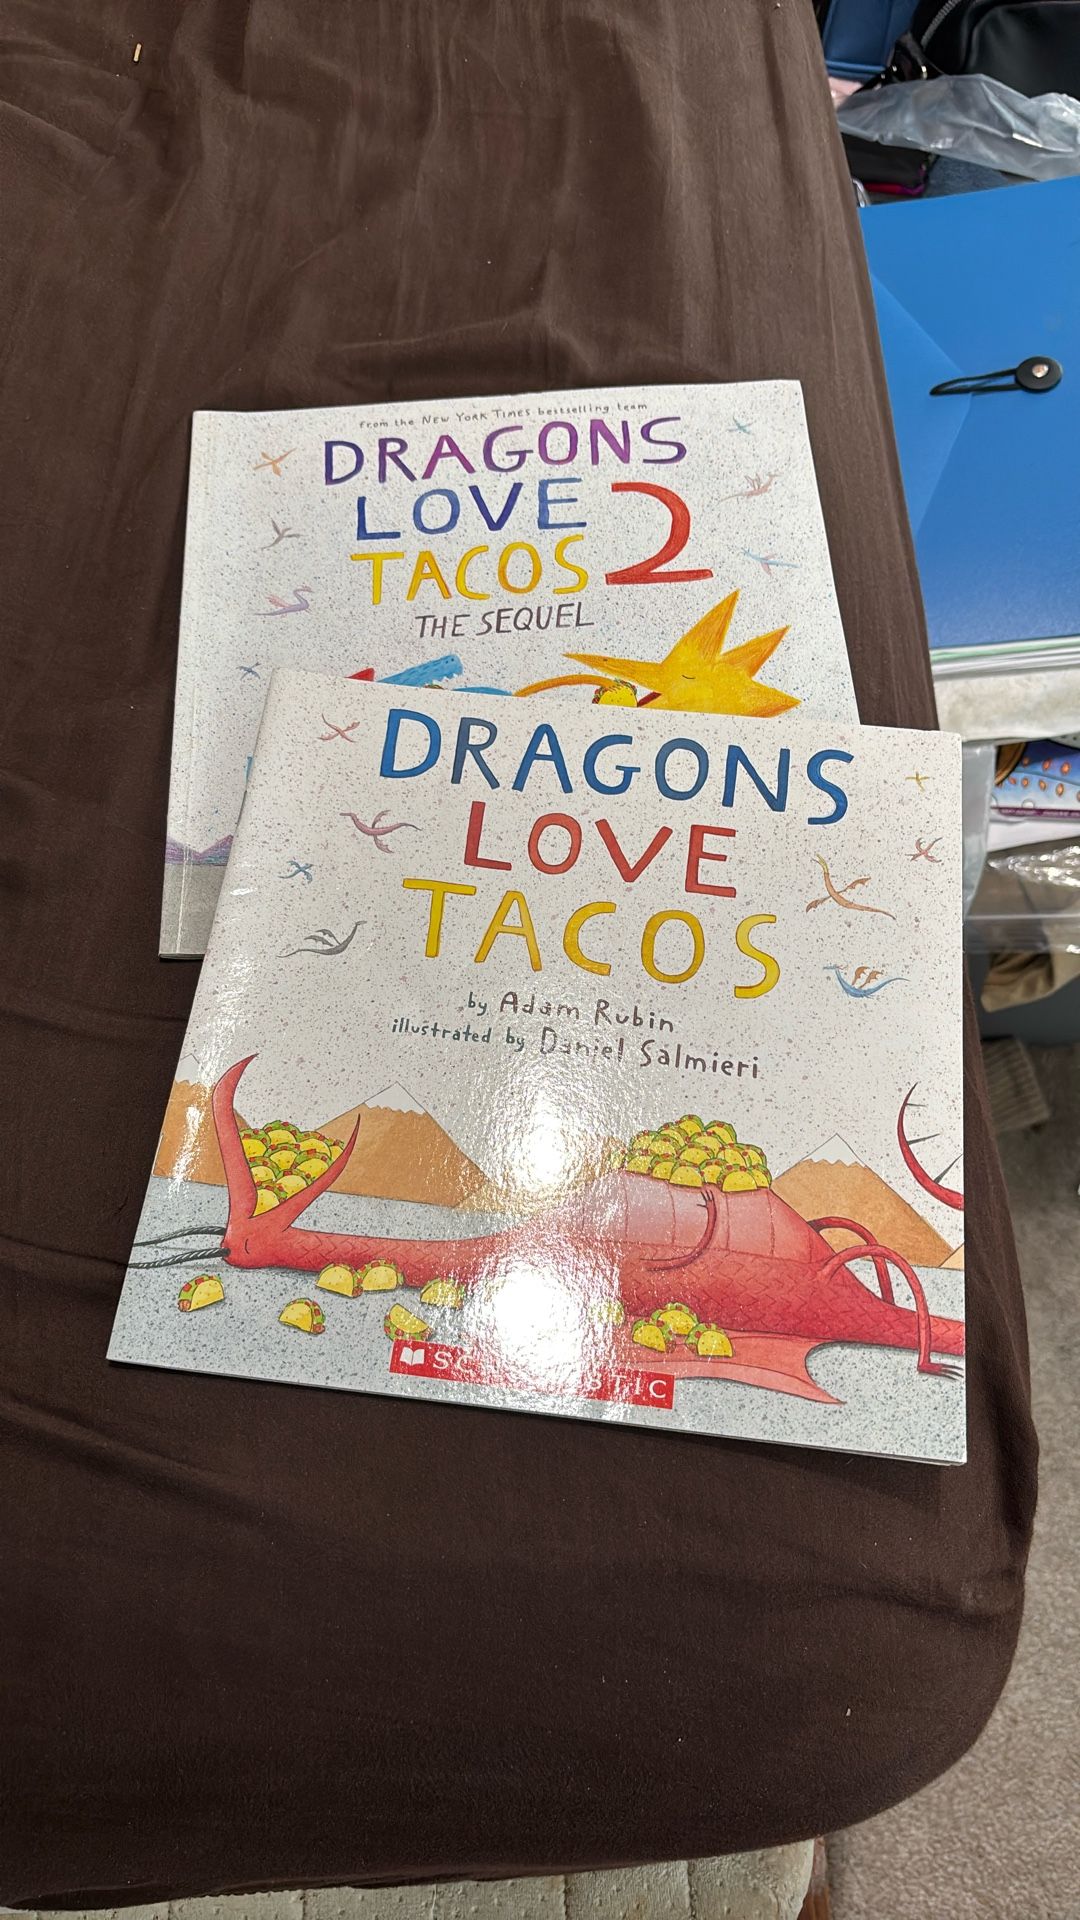 From the NEW YORK TIMES bestselling team
DRAGONS
LOVE 2
TACOS
THE SEQUEL
DRAGONS
LOVE
TACOS
by Adam Rubin
illustrated by Daniel Salmieri
SCHOLASTIC